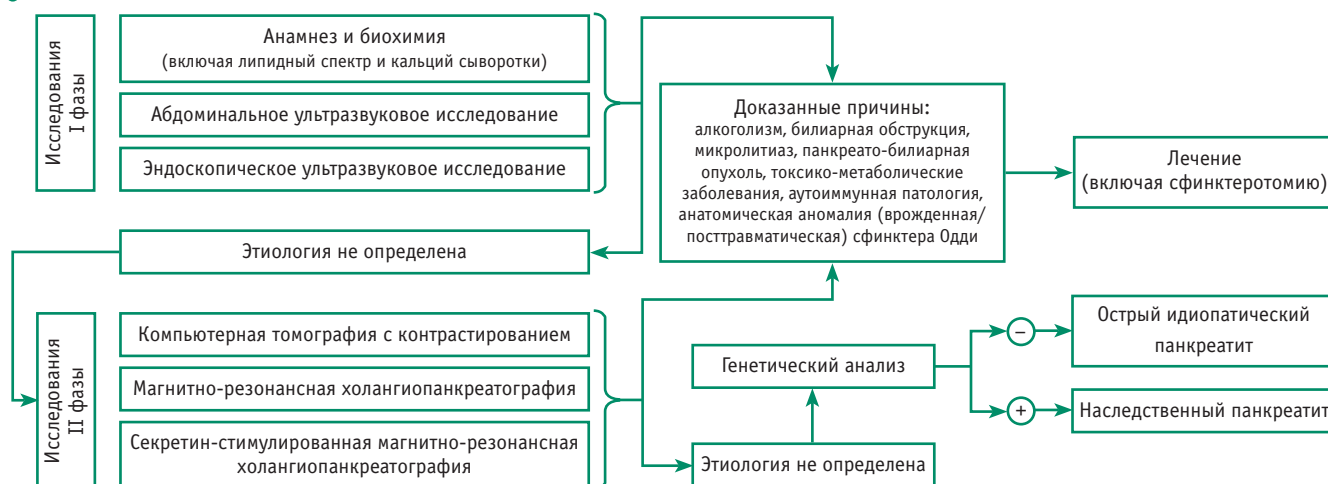 Исследования
I фазы
Анамнез и биохимия
(включая липидный спектр и кальций сыворотки)
Абдоминальное ультразвуковое исследование
Эндоскопическое ультразвуковое исследование
Доказанные причины:
алкоголизм, билиарная обструкция,
микролитиаз, панкреато-билиарная
опухоль, токсико-метаболические
заболевания, аутоиммунная патология,
анатомическая аномалия (врожденная/
посттравматическая) сфинктера Одди
Лечение
(включая сфинктеротомию)
Этиология не определена
Исследования
II фазы
Компьютерная томография с контрастированием
Магнитно-резонансная холангиопанкреатография
Секретин-стимулированная магнитно-резонансная
холангиопанкреатография
Этиология не определена
Генетический анализ
−
Острый идиопатический
панкреатит
+
Наследственный панкреатит